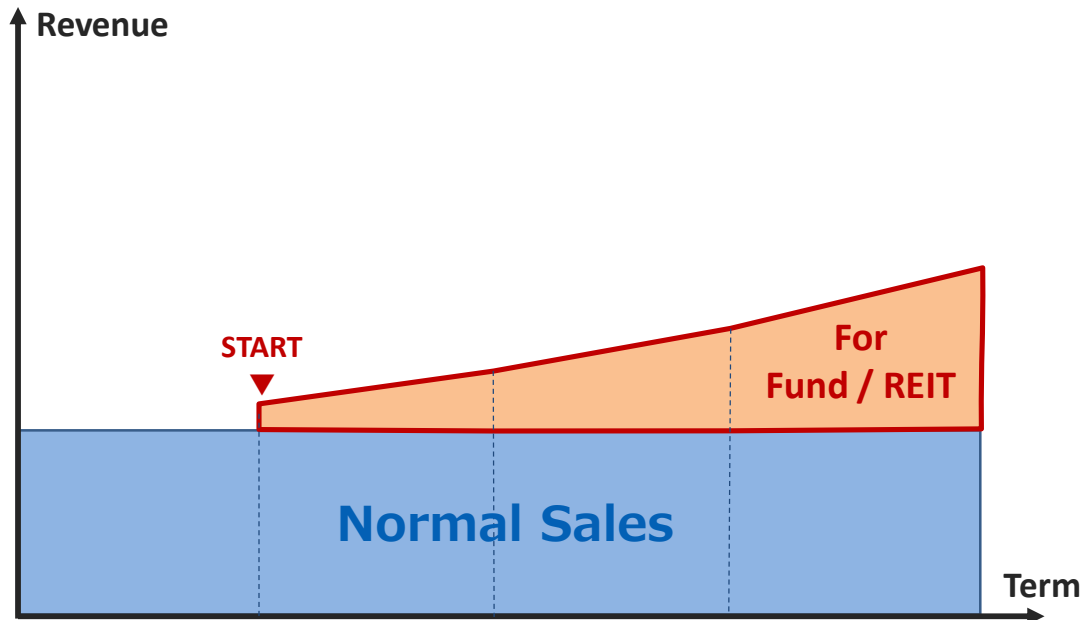 Revenue
START
For
Fund / REIT
Normal Sales
Term